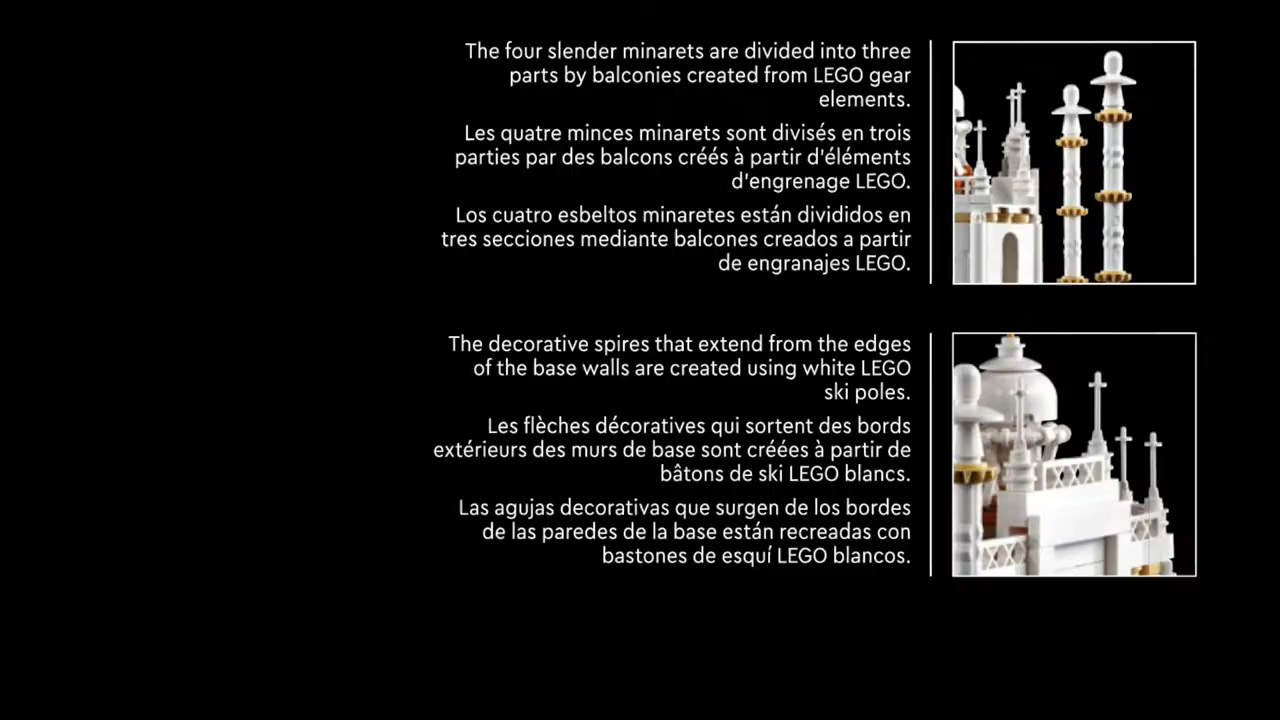 The four slender minarets are divided into three
parts by balconies created from LEGO gear
elements.
Les quatre minces minarets sont divisés en trois
parties par des balcons créés à partir d'éléments
d'engrenage LEGO.
Los cuatro esbeltos minaretes están divididos en
tres secciones mediante balcones creados a partir
de engranajes LEGO.
The decorative spires that extend from the edges
of the base walls are created using white LEGO
ski poles.
Les flèches décoratives qui sortent des bords
extérieurs des murs de base sont créées à partir de
bâtons de ski LEGO blancs.
Las agujas decorativas que surgen de los bordes
de las paredes de la base están recreadas con
bastones de esquí LEGO blancos.